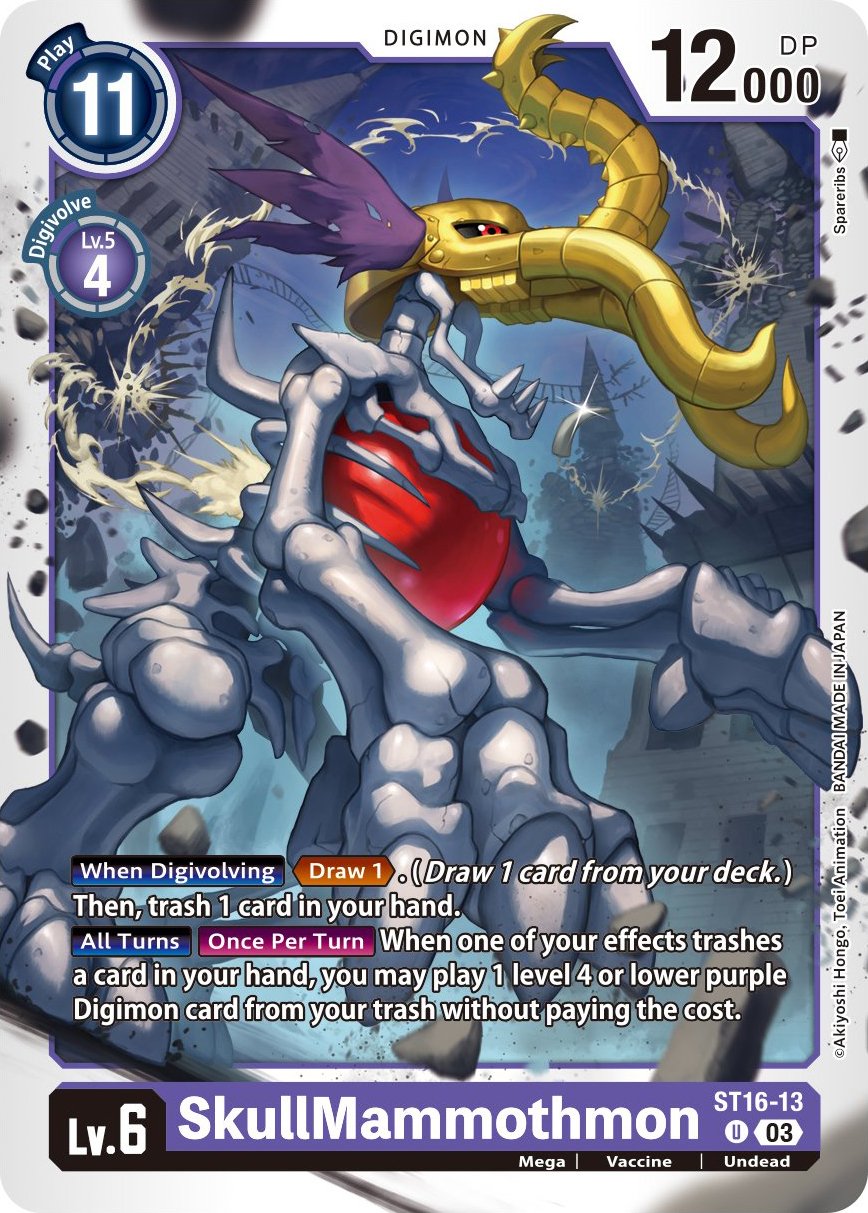 Play
11
DIGIMON
12000
DP
Digivolve
Lv.5
4
Spareribs
When Digivolving Draw 1 . (Draw 1 card from your deck.)
Then, trash 1 card in your hand.
All Turns Once Per Turn When one of your effects trashes
a card in your hand, you may play 1 level 4 or lower purple
Digimon card from your trash without paying the cost.
©Akiyoshi Hongo, Toei Animation BANDAI MADE IN JAPAN
Lv.6
SkullMammothmon
ST16-13
U 03
Mega | Vaccine | Undead